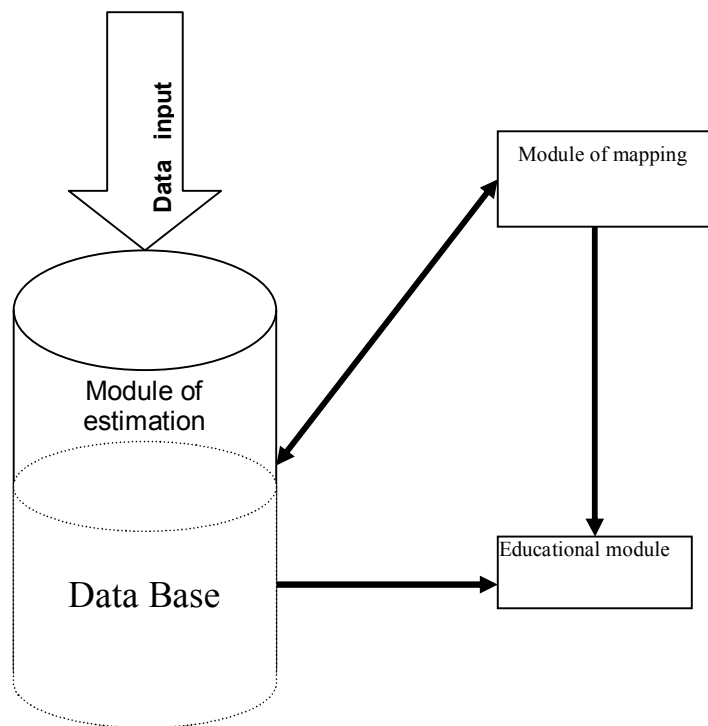 Data input
Module of mapping
Module of
estimation
Educational module
Data Base